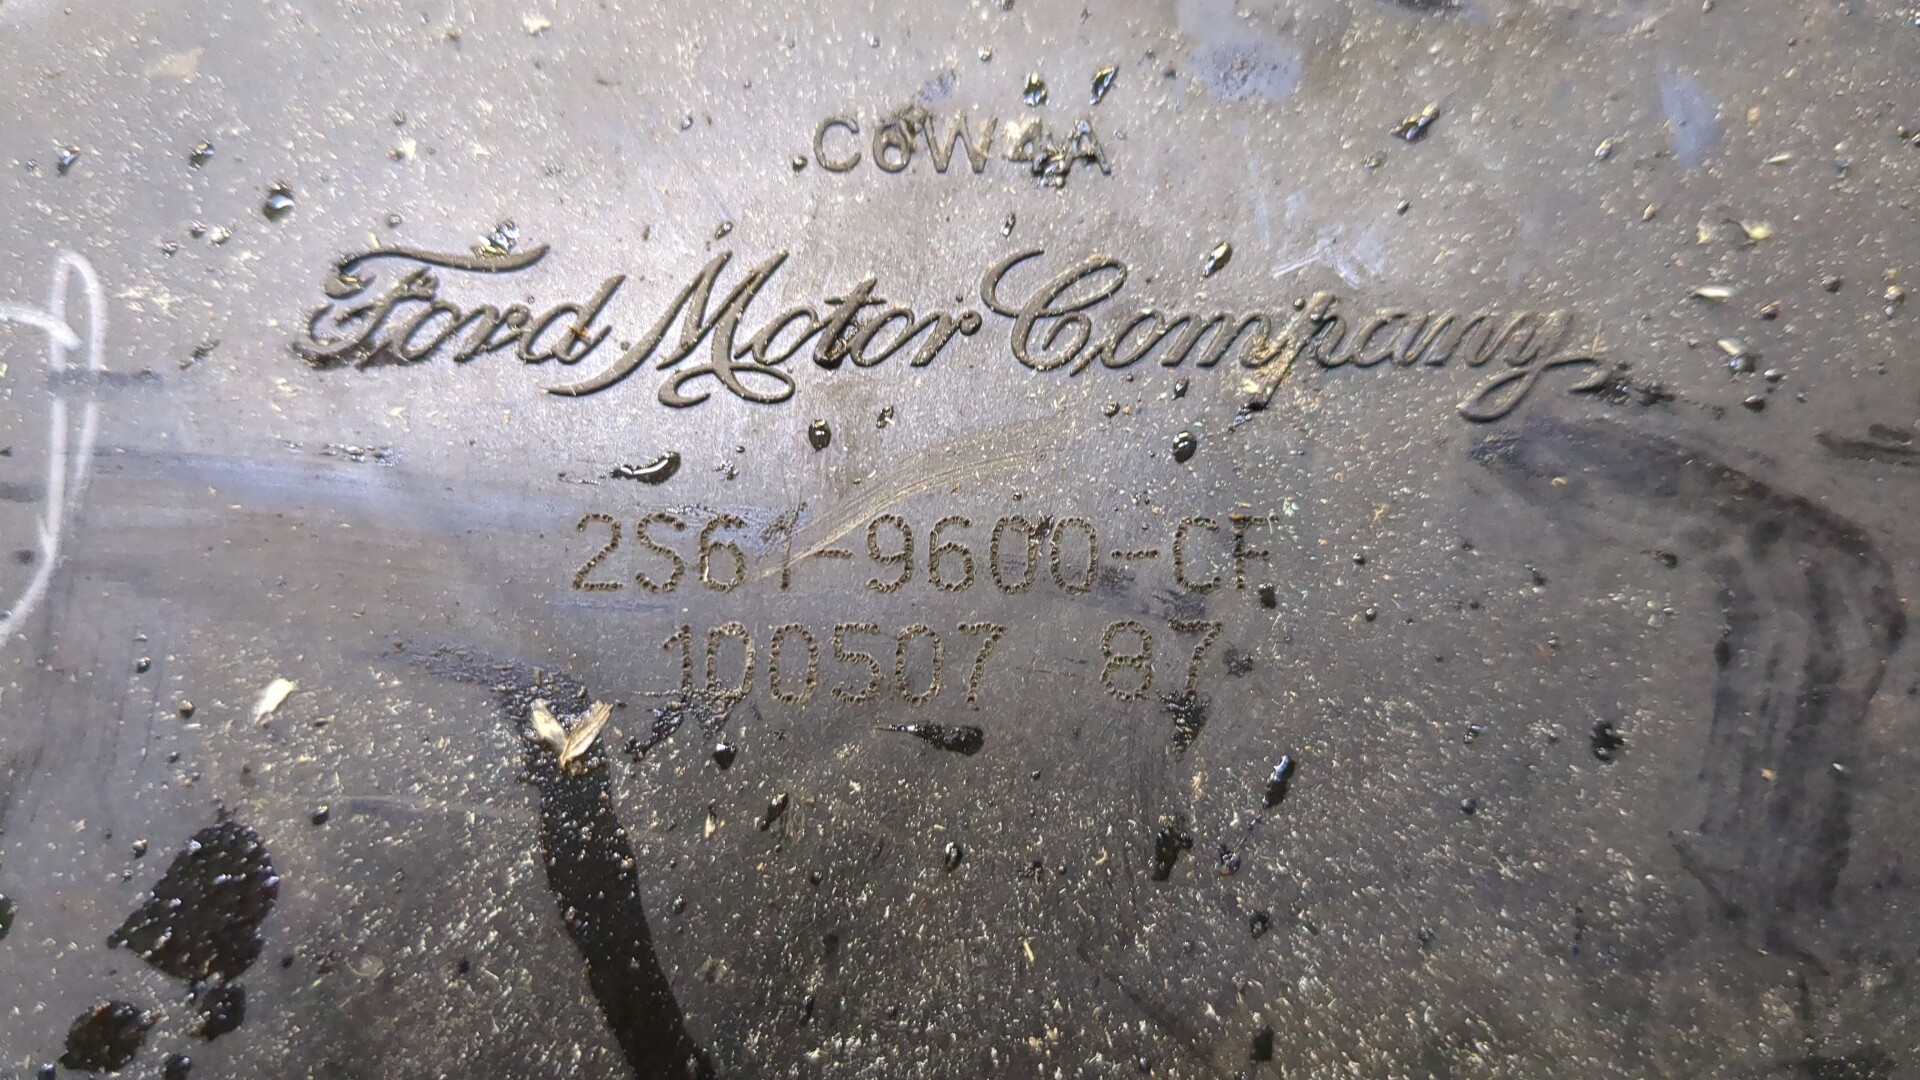 C6W4A
Ford Motor Company
2S61-9600-CF
100507 87